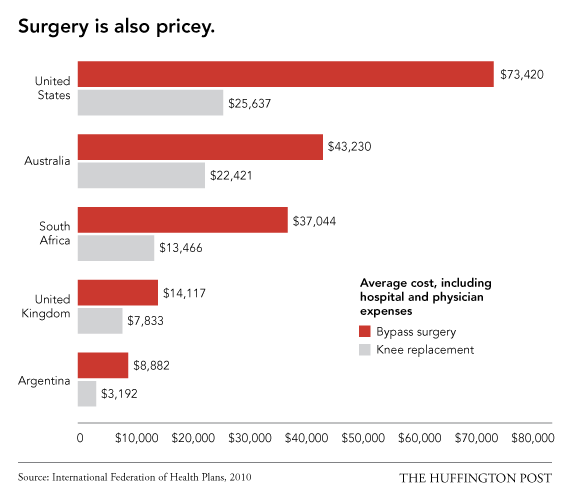 Surgery is also pricey.
United
States
$73,420
$25,637
Australia
$43,230
$22,421
South
Africa
$37,044
$13,466
United
Kingdom
$14,117
$7,833
Argentina
$8,882
$3,192
Average cost, including
hospital and physician
expenses
Bypass surgery
Knee replacement
0 $10,000 $20,000 $30,000 $40,000 $50,000 $60,000 $70,000 $80,000
Source: International Federation of Health Plans, 2010
THE HUFFINGTON POST